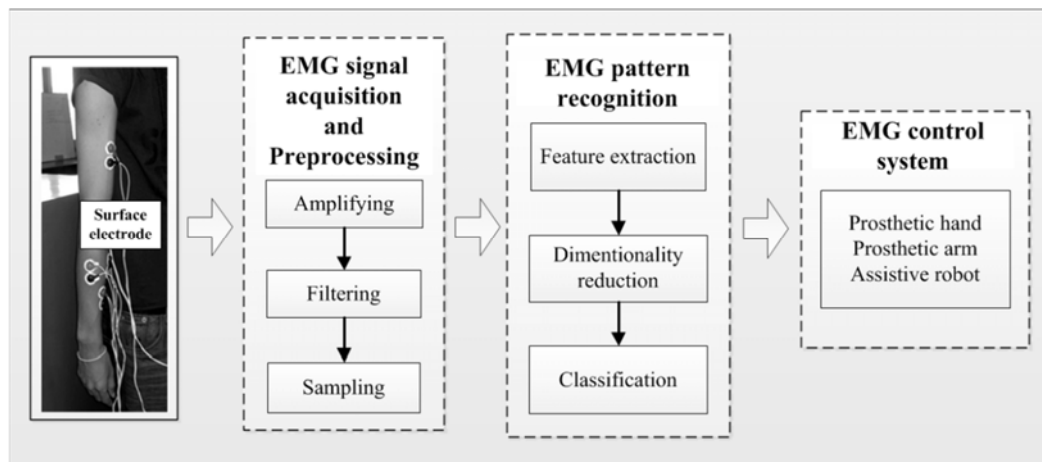 Surface
electrode
EMG signal
acquisition
and
Preprocessing
Amplifying
Filtering
Sampling
EMG pattern
recognition
Feature extraction
Dimentionality
reduction
Classification
EMG control
system
Prosthetic hand
Prosthetic arm
Assistive robot